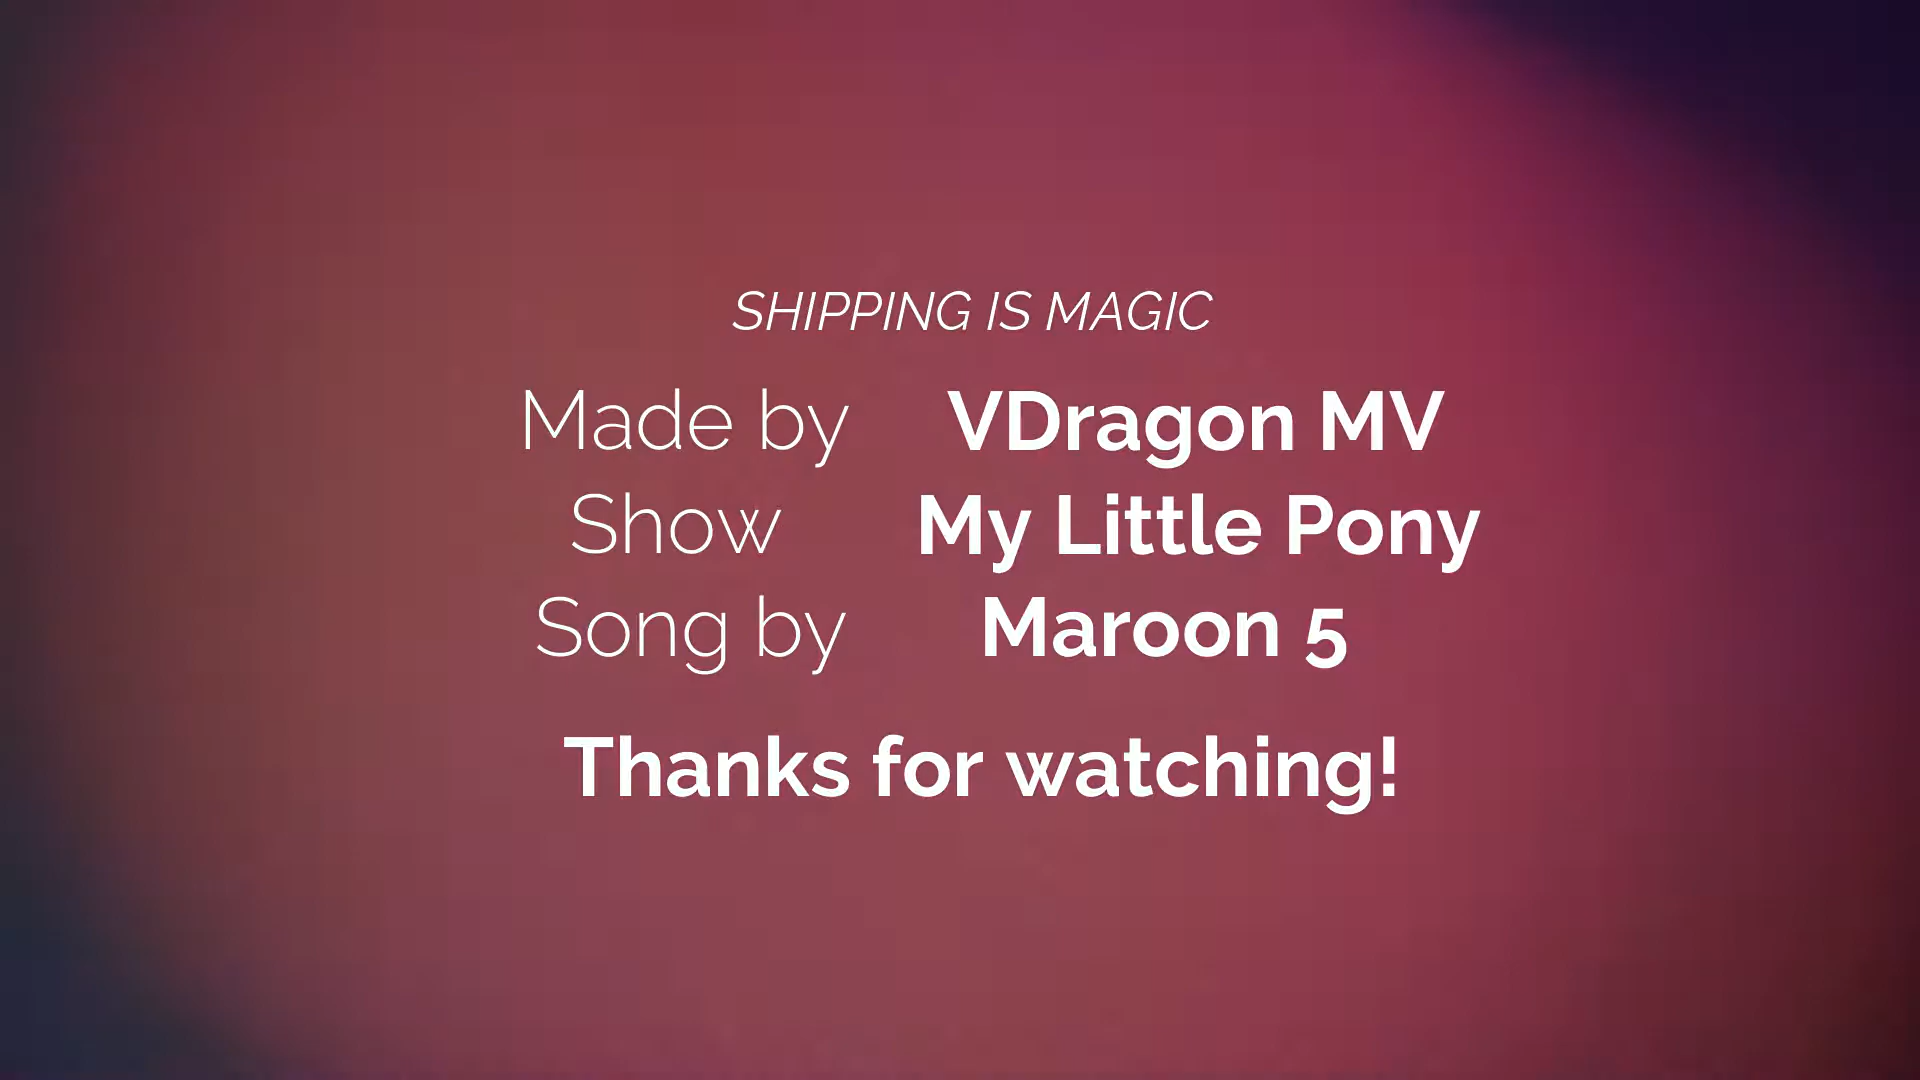 SHIPPING IS MAGIC
Made by VDragon MV
Show My Little Pony
Song by Maroon 5
Thanks for watching!